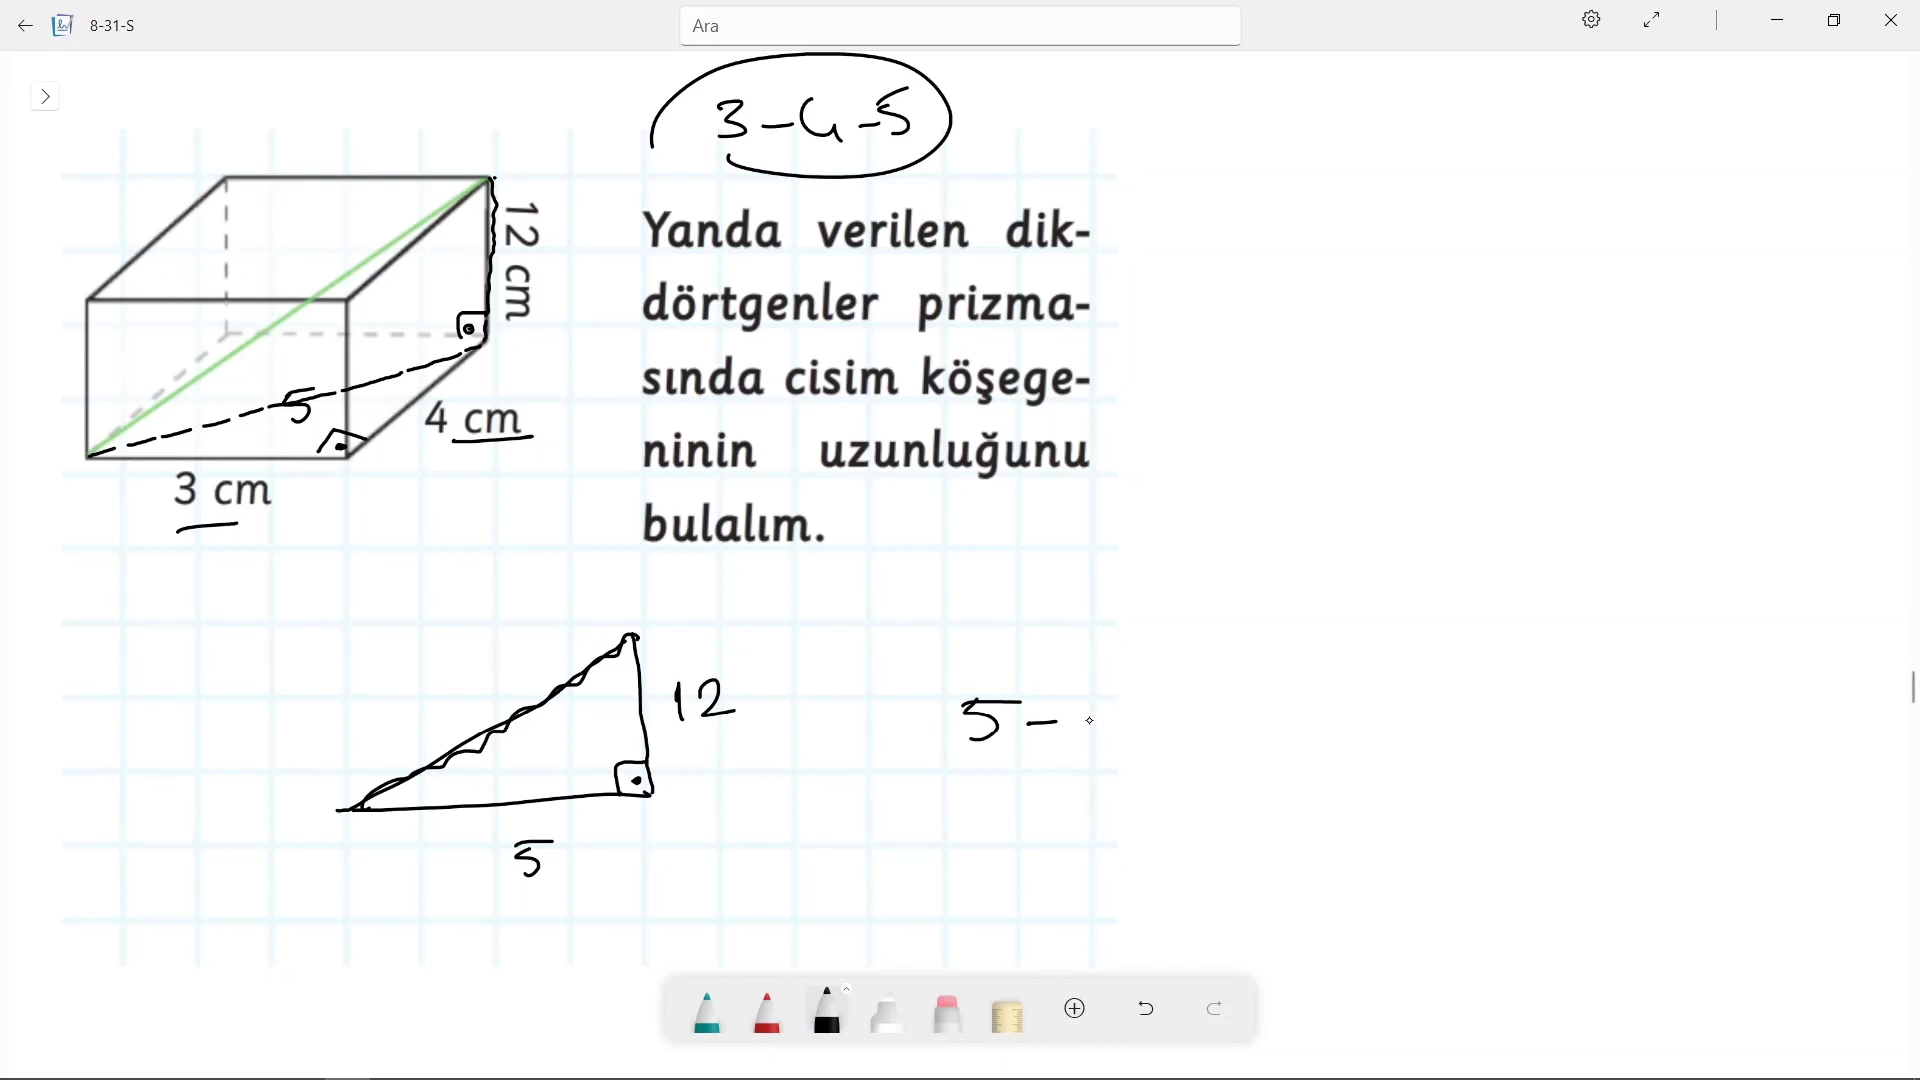 8-31-S
Ara
3-4-5
12 cm
Yanda verilen dik-
dörtgenler prizma-
sında cisim köşege-
ninin uzunluğunu
bulalım.
5
4 cm
3 cm
12
5-
5